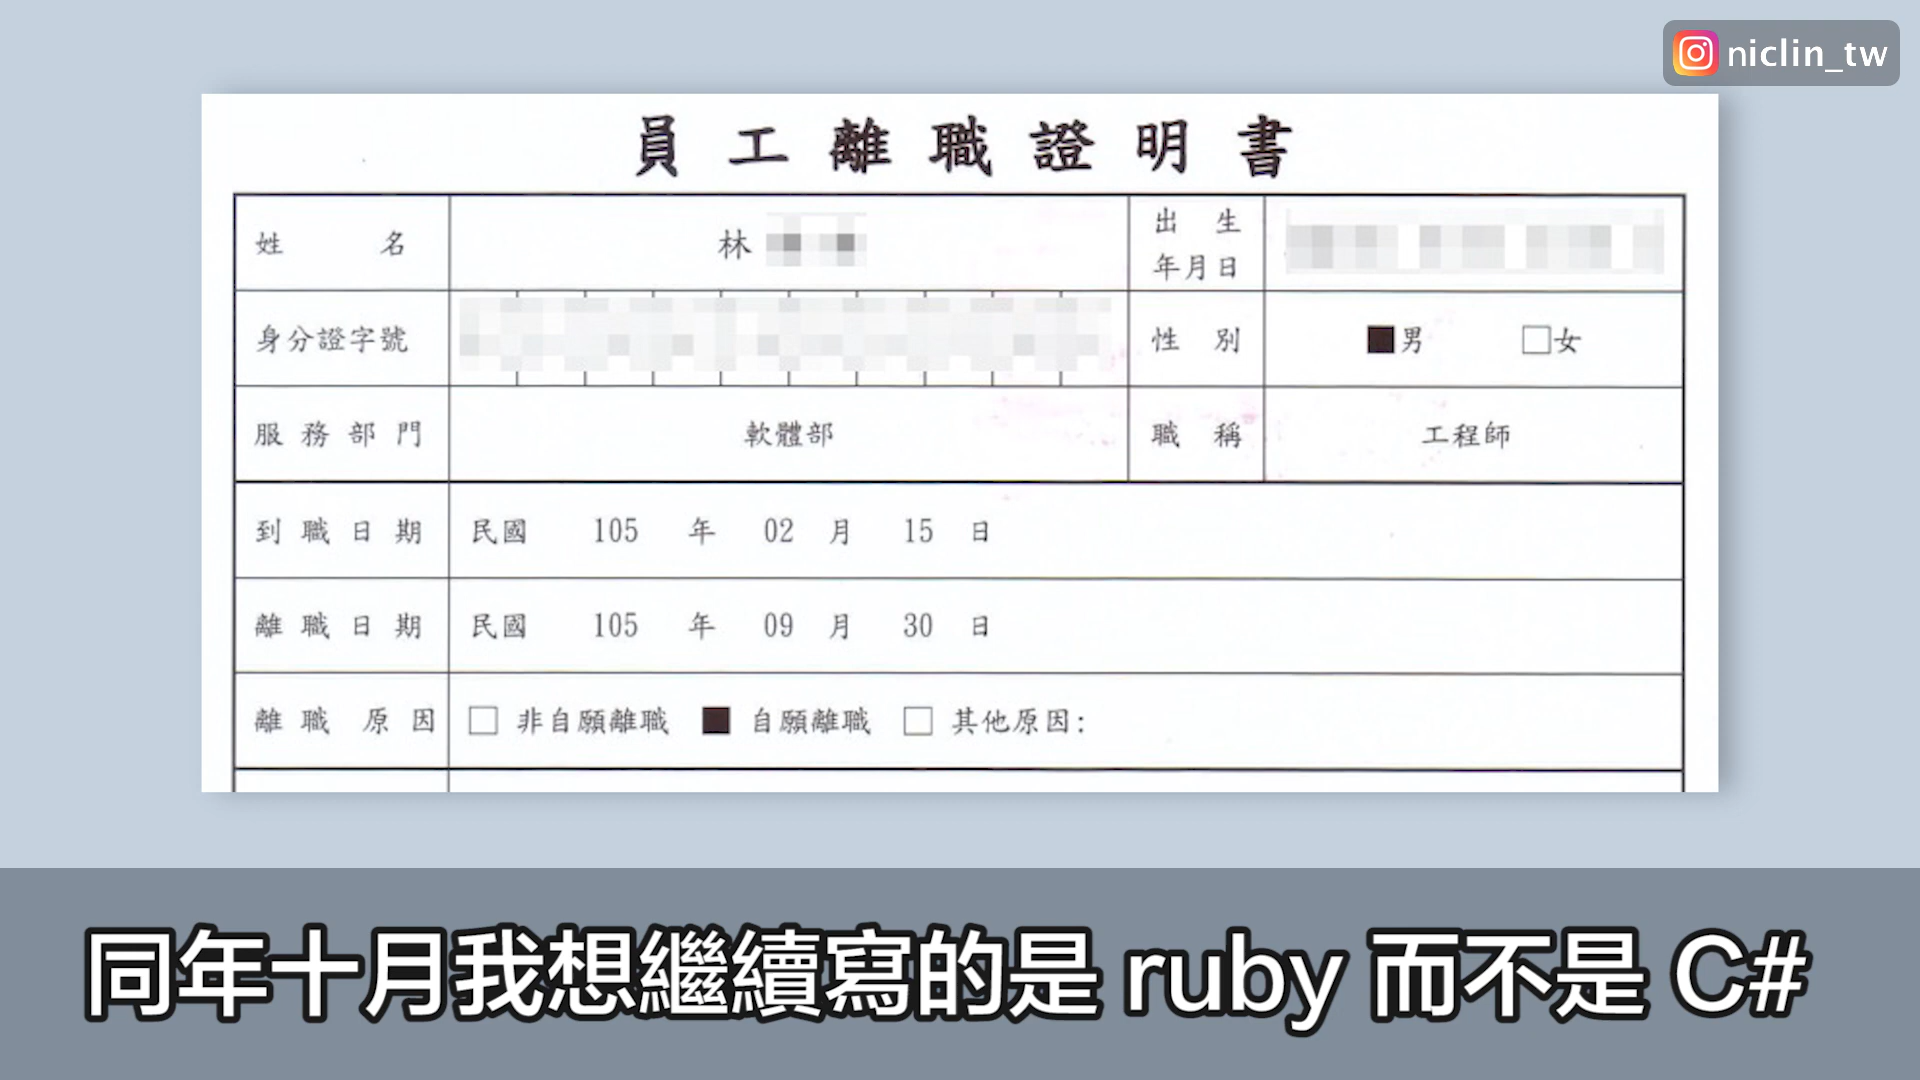 niclin_tw
員工離職證明書
姓名 林 出生年月日
身分證字號 性別 ■男 □女
服務部門 軟體部 職稱 工程師
到職日期 民國 105 年 02 月 15 日
離職日期 民國 105 年 09 月 30 日
離職原因 □ 非自願離職 ■ 自願離職 □ 其他原因:
同年十月我想繼續寫的是 ruby 而不是 C#